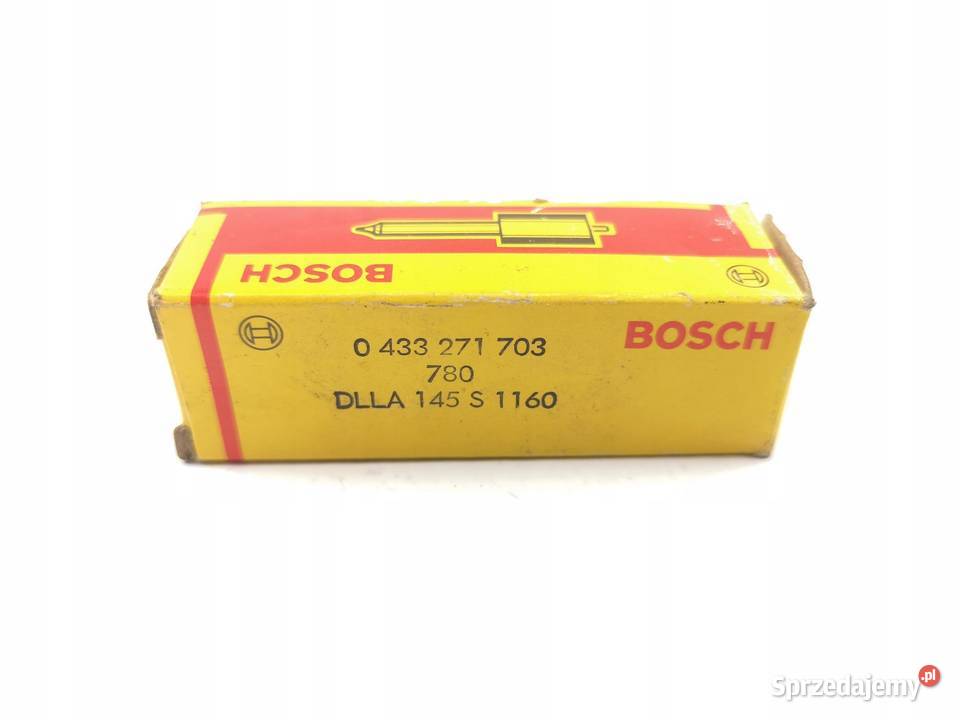 BOSCH
BOSCH
0 433 271 703
780
DLLA 145 S 1160
Sprzedajemy.pl